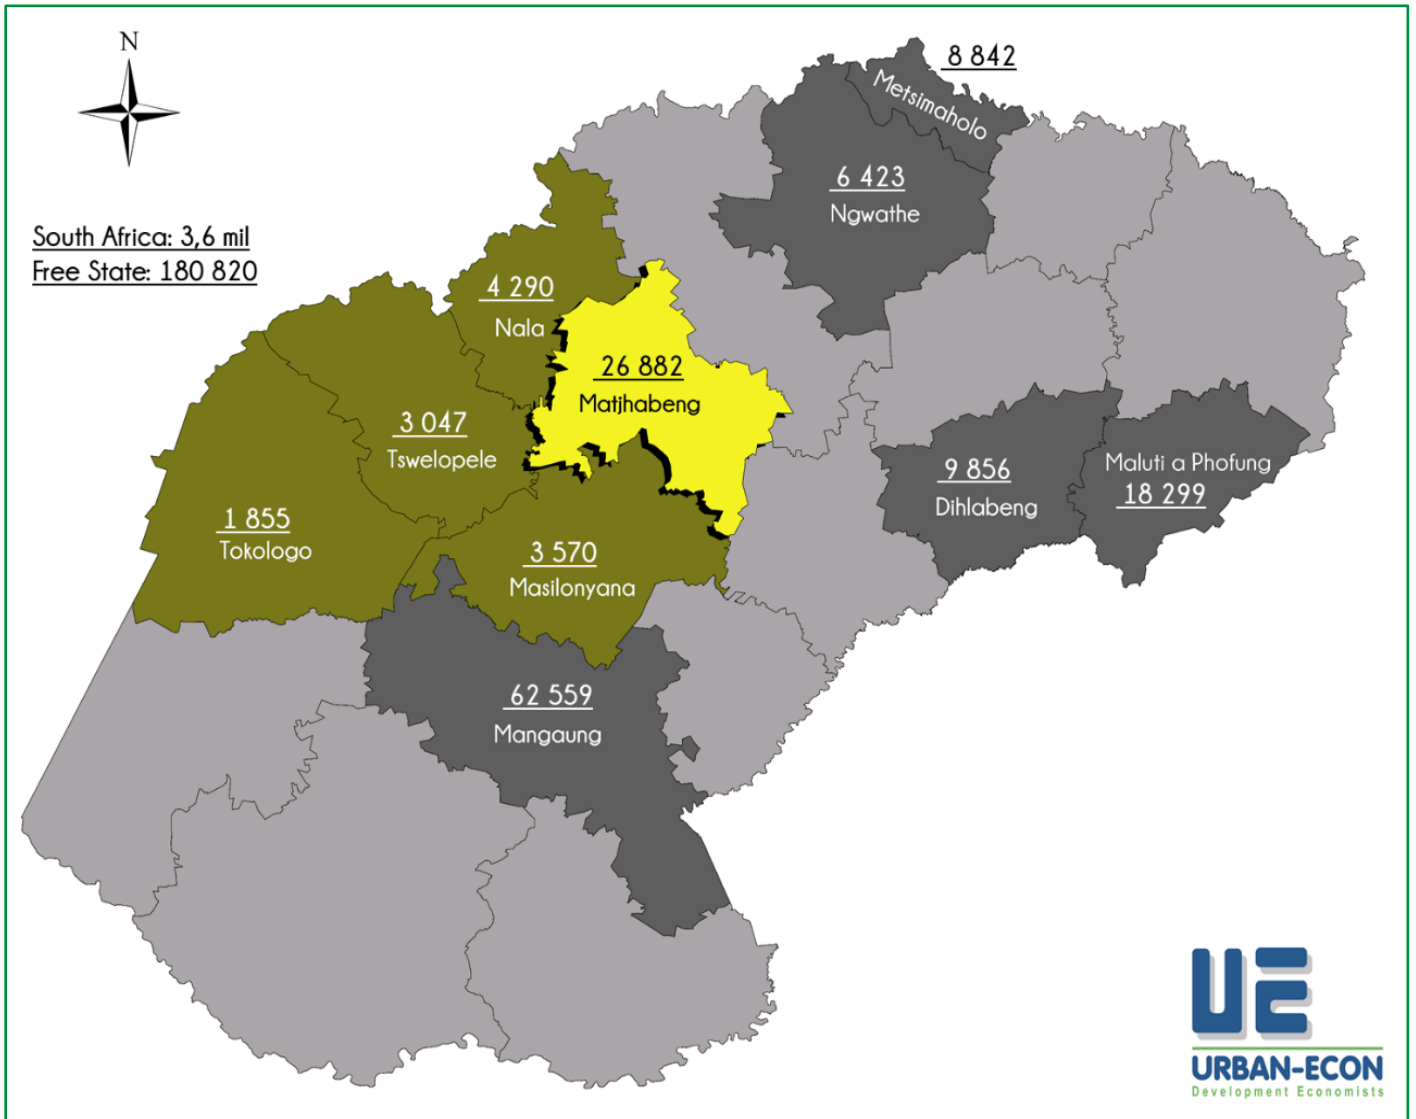 N
8 842
Metsimaholo
6 423
Ngwathe
South Africa: 3,6 mil
Free State: 180 820
4 290
Nala
26 882
Matjhabeng
3 047
Tswelopele
9 856
Dihlabeng
Maluti a Phofung
18 299
1 855
Tokologo
3 570
Masilonyana
62 559
Mangaung
UE
URBAN-ECON
Development Economists